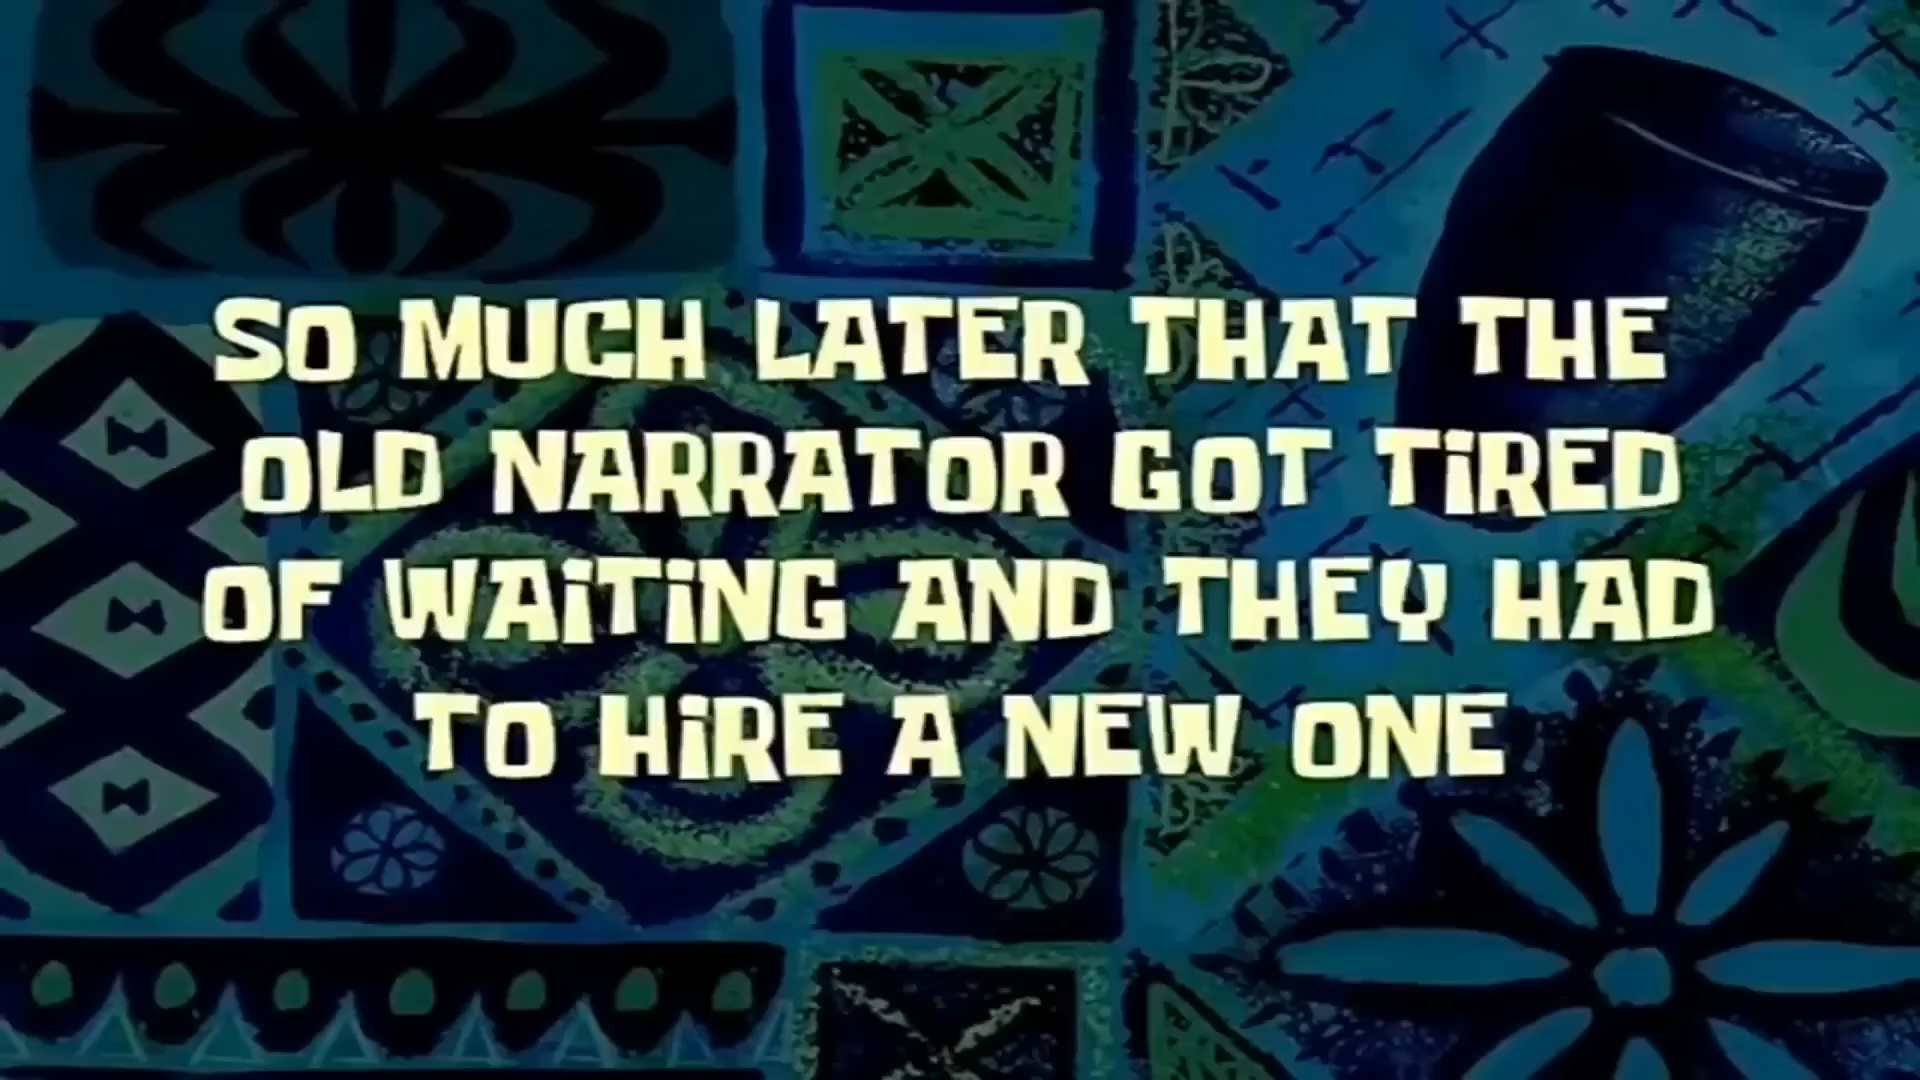 SO MUCH LATER THAT THE
OLD NARRATOR GOT TIRED
OF WAITING AND THEY HAD
TO HIRE A NEW ONE